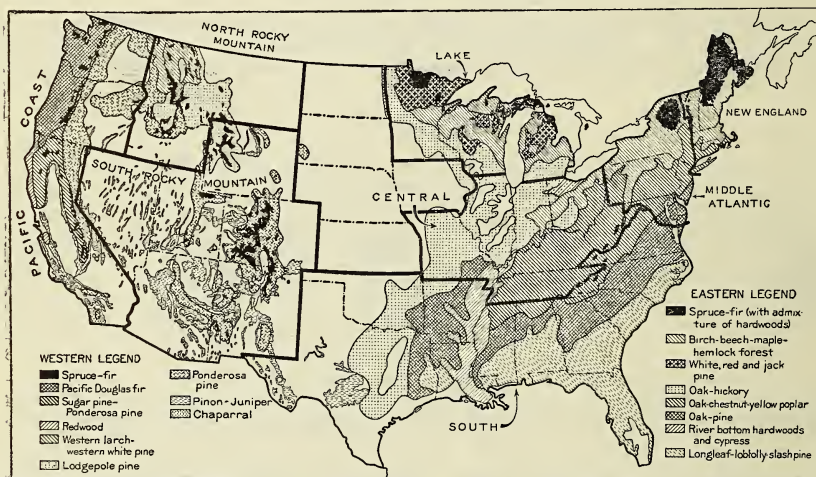 NORTH ROCKY
MOUNTAIN
LAKE
COAST
NEW ENGLAND
SOUTH ROCKY
MOUNTAIN
CENTRAL
MIDDLE
ATLANTIC
PACIFIC
SOUTH
WESTERN LEGEND
Spruce-fir
Pacific Douglas fir
Sugar pine-
Ponderosa pine
Redwood
Western larch-
western white pine
Lodgepole pine
Ponderosa
pine
Pinon-Juniper
Chaparral
EASTERN LEGEND
Spruce-fir (with admix-
ture of hardwoods)
Birch-beech-maple-
hemlock forest
White, red and jack
pine
Oak-hickory
Oak-chestnut-yellow poplar
Oak-pine
River bottom hardwoods
and cypress
Longleaf-loblolly-slash pine